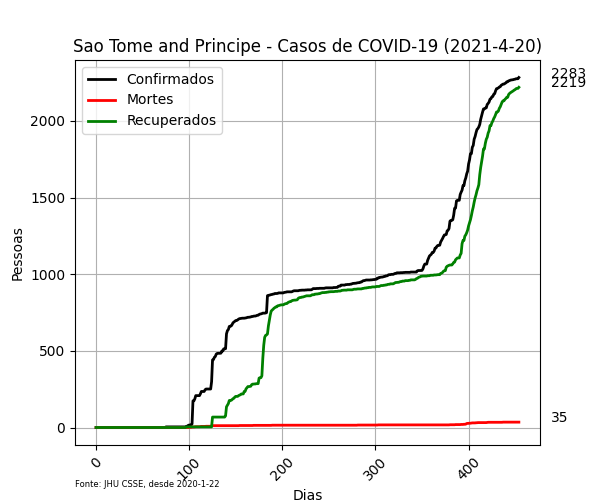 Sao Tome and Principe - Casos de COVID-19 (2021-4-20)
Confirmados
Mortes
Recuperados
2283
2219
35
Pessoas
2000
1500
1000
500
0
0
100
200
300
400
Dias
Fonte: JHU CSSE, desde 2020-1-22